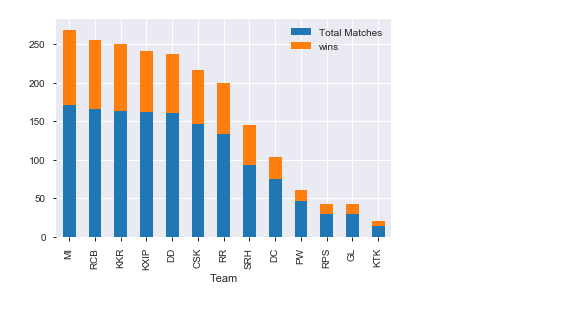 Total Matches
wins
250
200
150
100
50
0
MI RCB KKR KXIP DD CSK RR SRH DC PW RPS GL KTK
Team